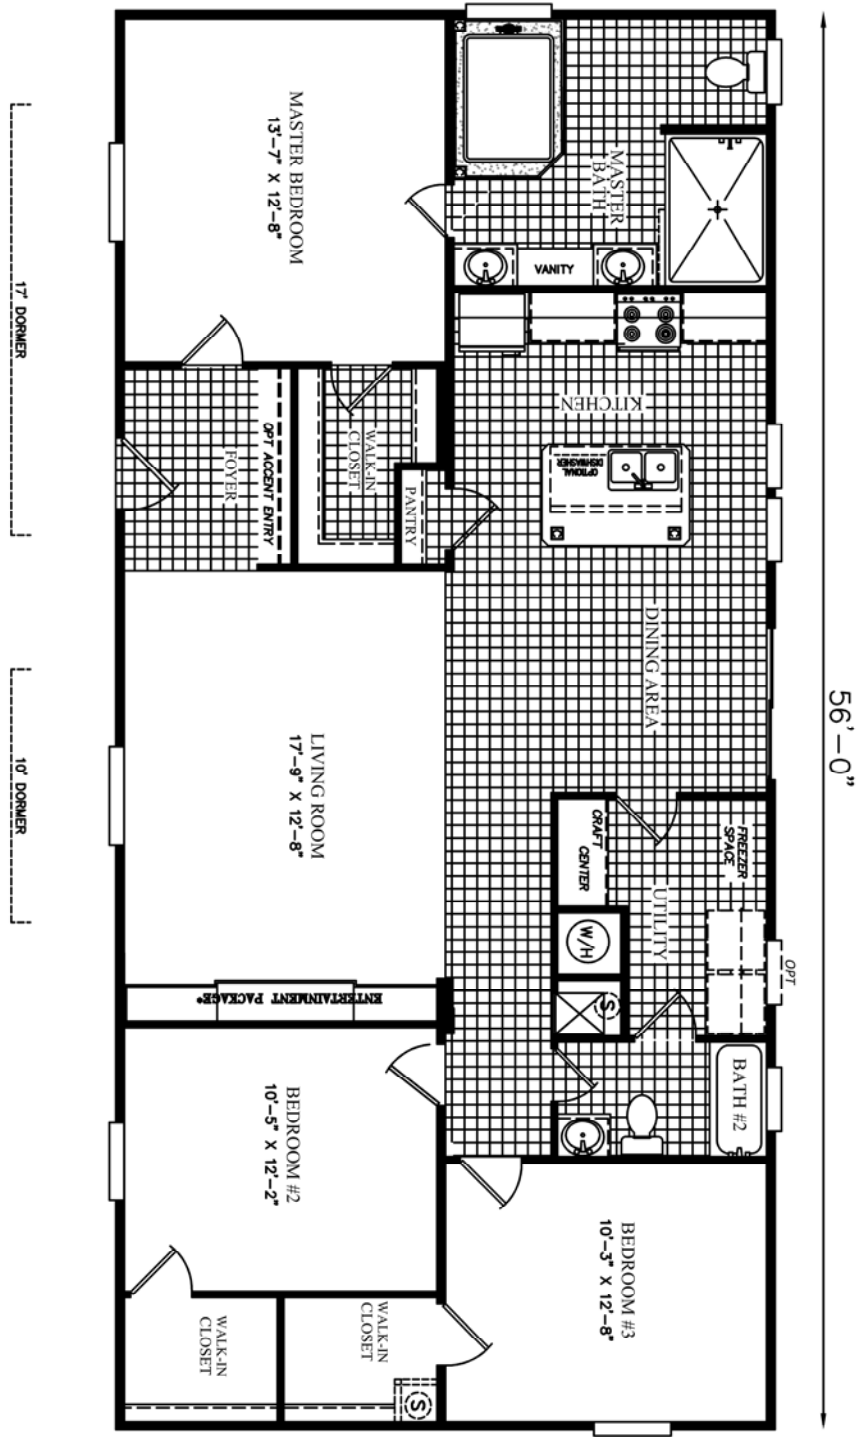 56'-0"
MASTER BEDROOM
13'-7" X 12'-8"
MASTER
BATH
VANITY
KITCHEN
OPTIONAL
DISHWASHER
WALK-IN
CLOSET
PANTRY
FOYER
OPT ACCENT ENTRY
17' DORMER
DINING AREA
LIVING ROOM
17'-9" X 12'-8"
10' DORMER
CRAFT
CENTER
FREEZER
SPACE
UTILITY
W/H
OPT
S
ENTERTAINMENT PACKAGE*
BATH #2
BEDROOM #2
10'-5" X 12'-2"
BEDROOM #3
10'-3" X 12'-8"
WALK-IN
CLOSET
WALK-IN
CLOSET
S